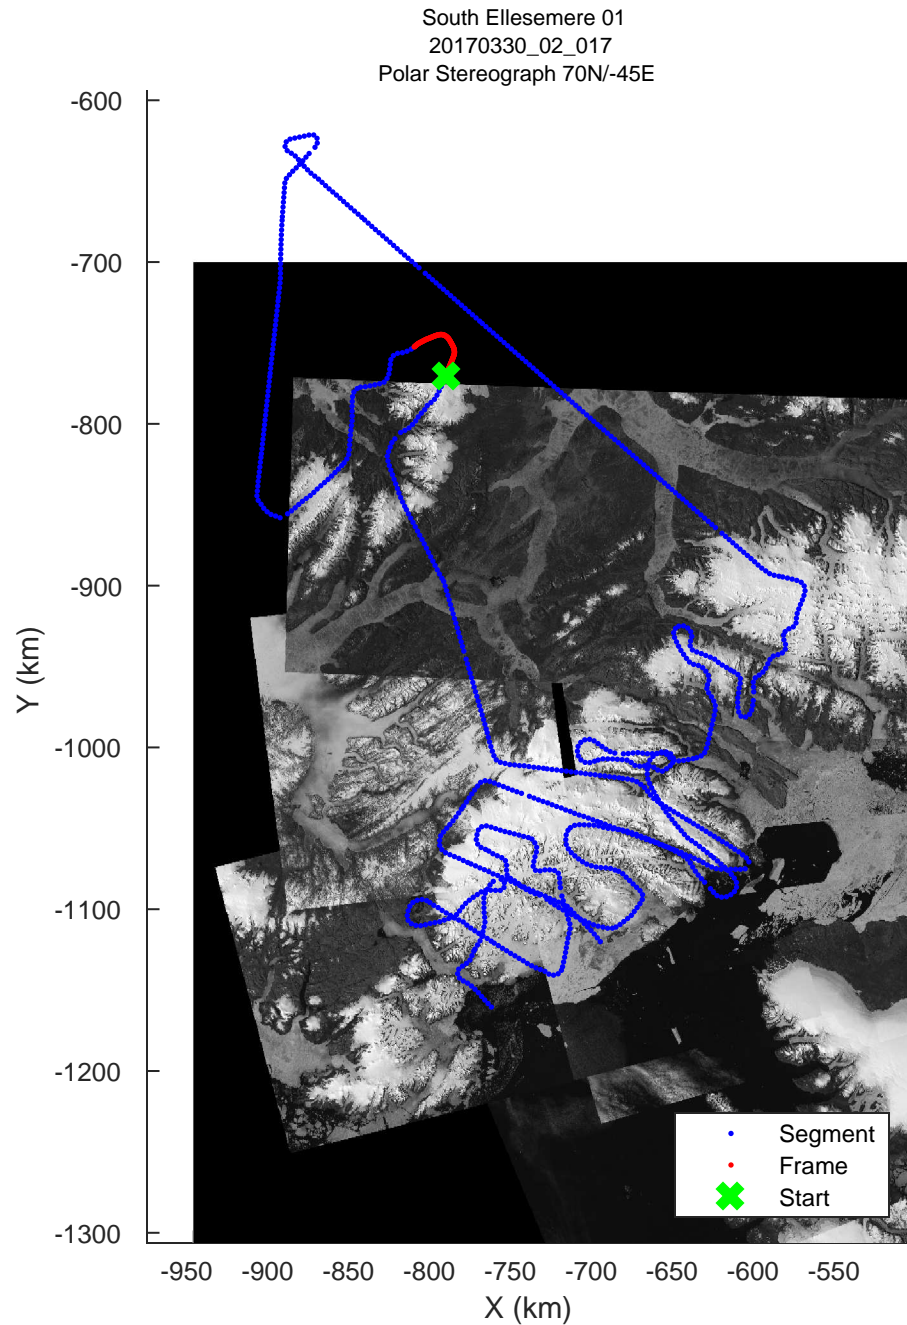 South Ellesemere 01
20170330_02_017
Polar Stereograph 70N/-45E
-600
-700
-800
-900
-1000
-1100
-1200
-1300
Y (km)
Segment
Frame
Start
-950 -900 -850 -800 -750 -700 -650 -600 -550
X (km)